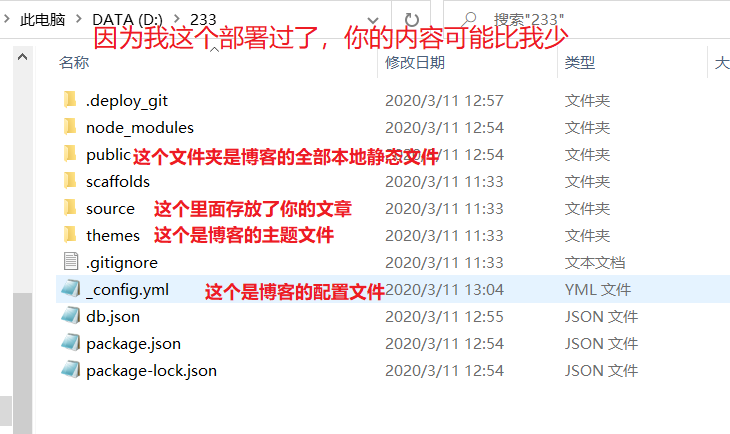 此电脑 > DATA (D:) > 233
搜索"233"
因为我这个部署过了，你的内容可能比我少
名称 修改日期 类型 大
.deploy_git 2020/3/11 12:57 文件夹
node_modules 2020/3/11 12:54 文件夹
public 这个文件夹是博客的全部本地静态文件 2020/3/11 12:54 文件夹
scaffolds 2020/3/11 11:33 文件夹
source 这个里面存放了你的文章 2020/3/11 11:33 文件夹
themes 这个是博客的主题文件 2020/3/11 11:33 文件夹
.gitignore 2020/3/11 11:33 文本文档
_config.yml 这个是博客的配置文件 2020/3/11 13:04 YML 文件
db.json 2020/3/11 12:55 JSON 文件
package.json 2020/3/11 12:54 JSON 文件
package-lock.json 2020/3/11 12:54 JSON 文件